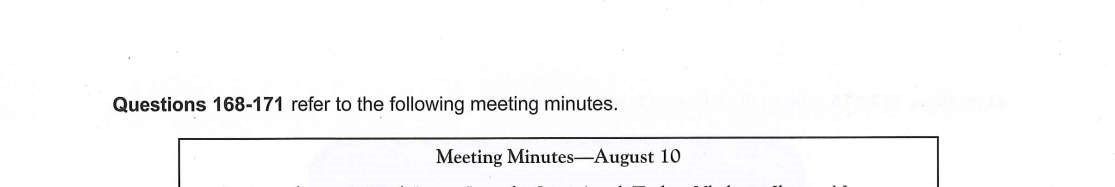 Questions 168-171 refer to the following meeting minutes.
Meeting Minutes—August 10